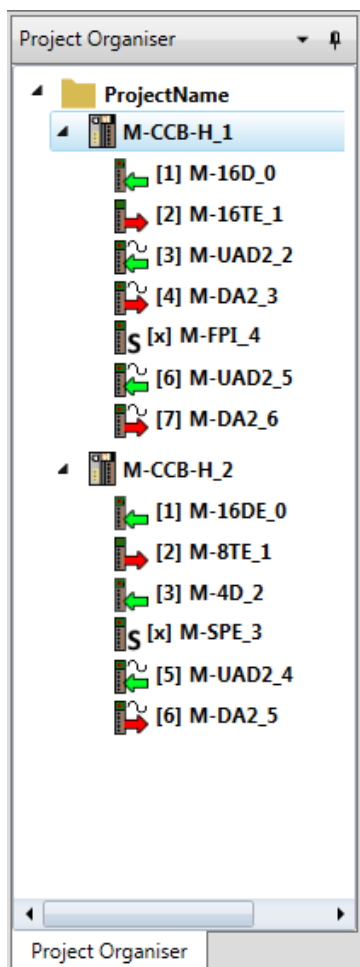 Project Organiser
ProjectName
M-CCB-H_1
[1] M-16D_0
[2] M-16TE_1
[3] M-UAD2_2
[4] M-DA2_3
S [x] M-FPI_4
[6] M-UAD2_5
[7] M-DA2_6
M-CCB-H_2
[1] M-16DE_0
[2] M-8TE_1
[3] M-4D_2
S [x] M-SPE_3
[5] M-UAD2_4
[6] M-DA2_5
Project Organiser